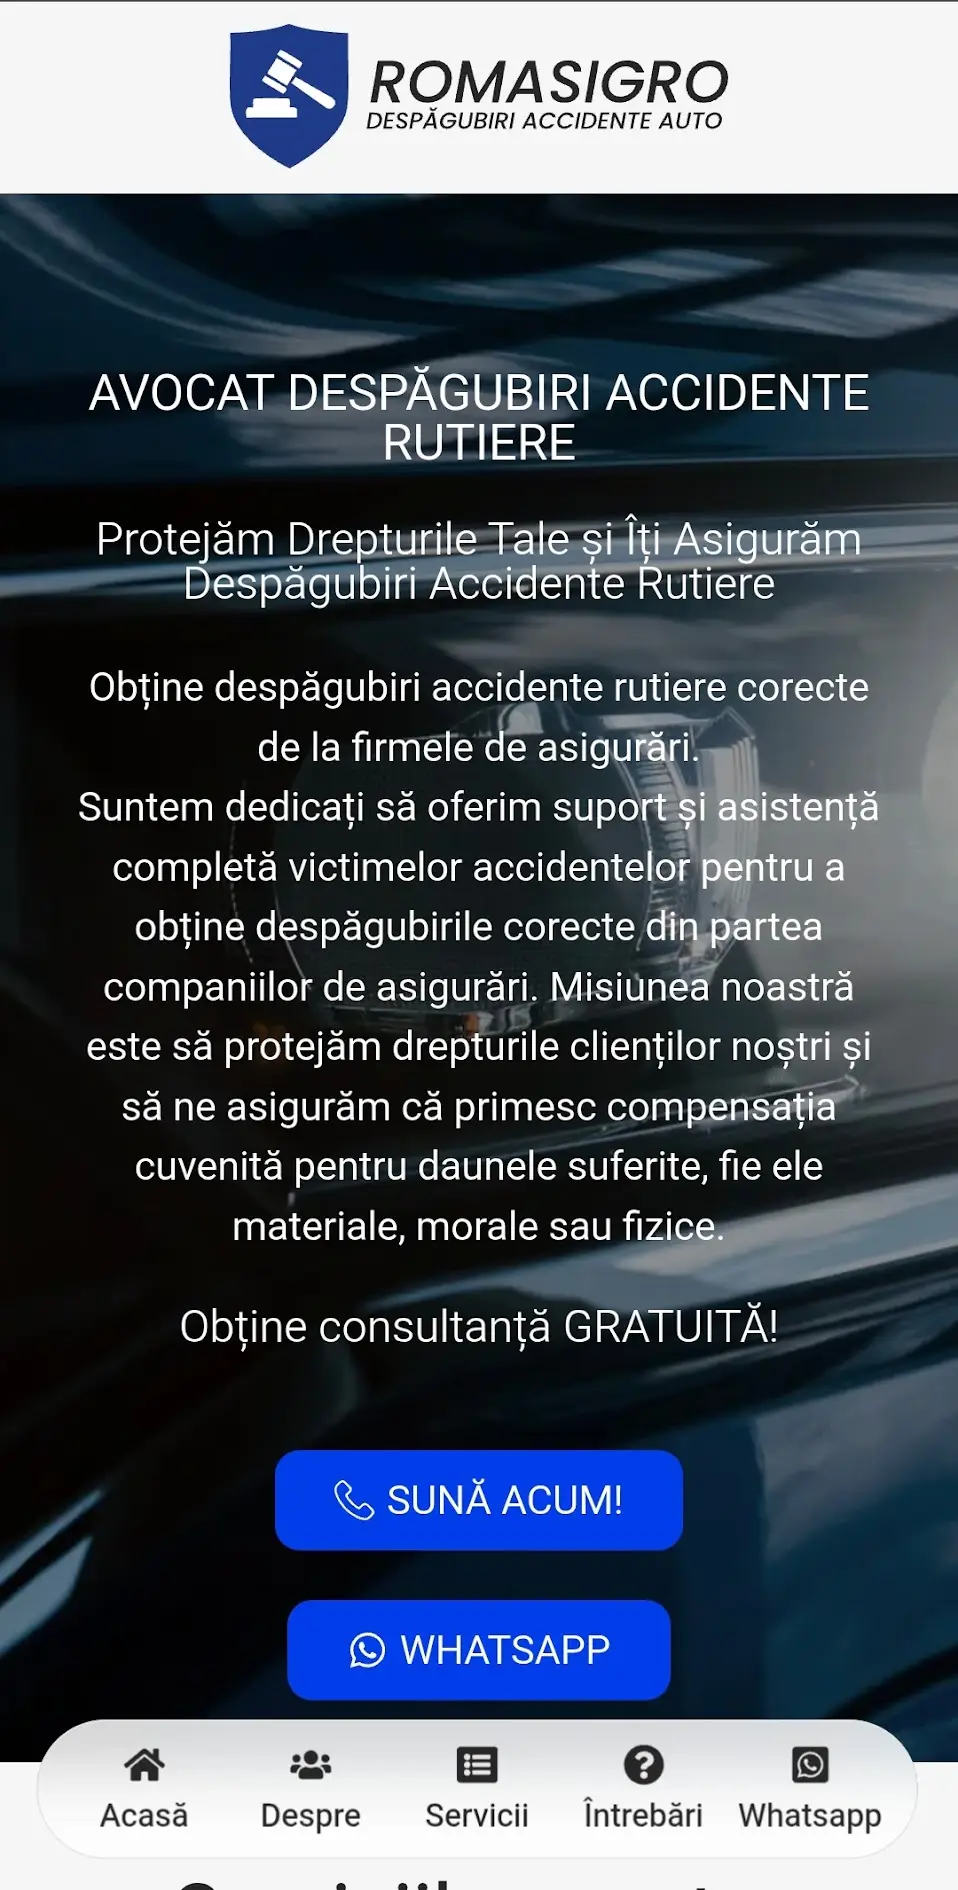 ROMASIGRO
DESPĂGUBIRI ACCIDENTE AUTO
AVOCAT DESPĂGUBIRI ACCIDENTE
RUTIERE
Protejăm Drepturile Tale și Îți Asigurăm
Despăgubiri Accidente Rutiere
Obține despăgubiri accidente rutiere corecte
de la firmele de asigurări.
Suntem dedicați să oferim suport și asistență
completă victimelor accidentelor pentru a
obține despăgubirile corecte din partea
companiilor de asigurări. Misiunea noastră
este să protejăm drepturile clienților noștri și
să ne asigurăm că primesc compensația
cuvenită pentru daunele suferite, fie ele
materiale, morale sau fizice.
Obține consultanță GRATUITĂ!
SUNĂ ACUM!
WHATSAPP
Acasă Despre Servicii Întrebări Whatsapp